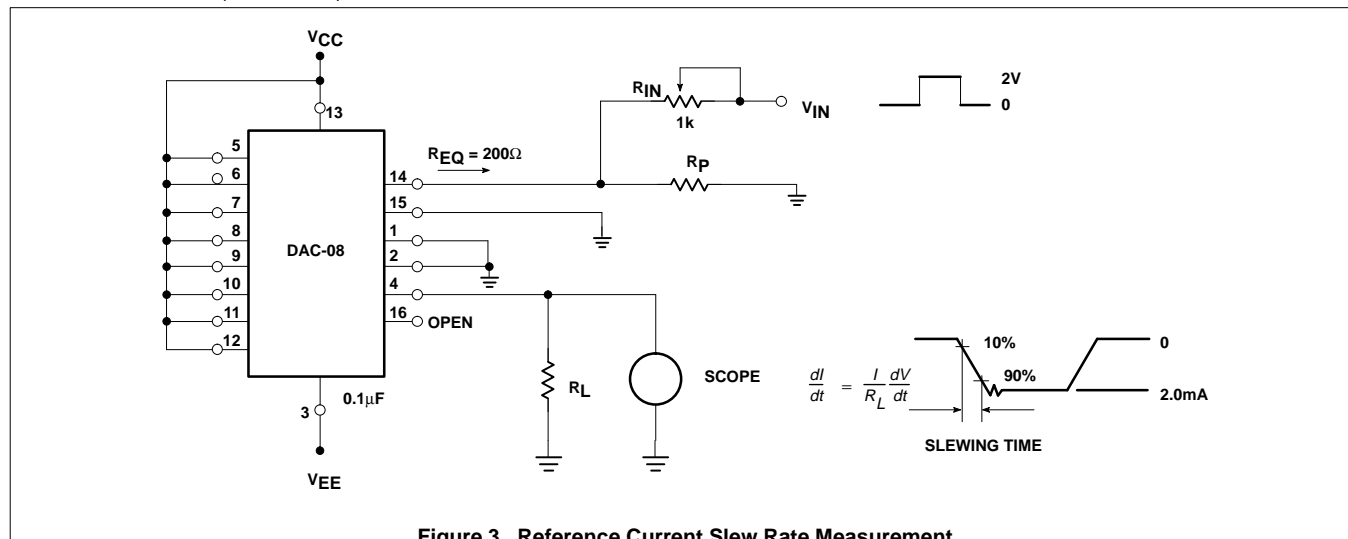 VCC
13
5
6
7
8
9
10
11
12
DAC-08
14
15
1
2
4
16
OPEN
3
0.1µF
VEE
REQ = 200Ω
RIN
1k
VIN
RP
2V
0
RL
SCOPE
dI/dt = I/RL dV/dt
10%
90%
0
2.0mA
SLEWING TIME
Figure 3. Reference Current Slew Rate Measurement